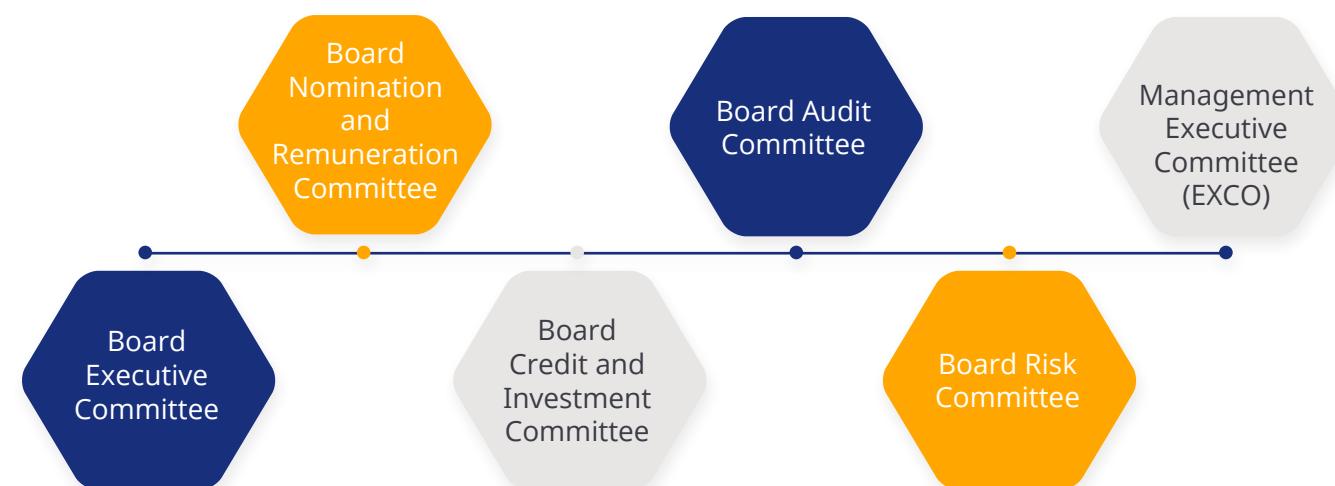 Board
Nomination
and
Remuneration
Committee
Board Audit
Committee
Management
Executive
Committee
(EXCO)
Board
Executive
Committee
Board
Credit and
Investment
Committee
Board Risk
Committee